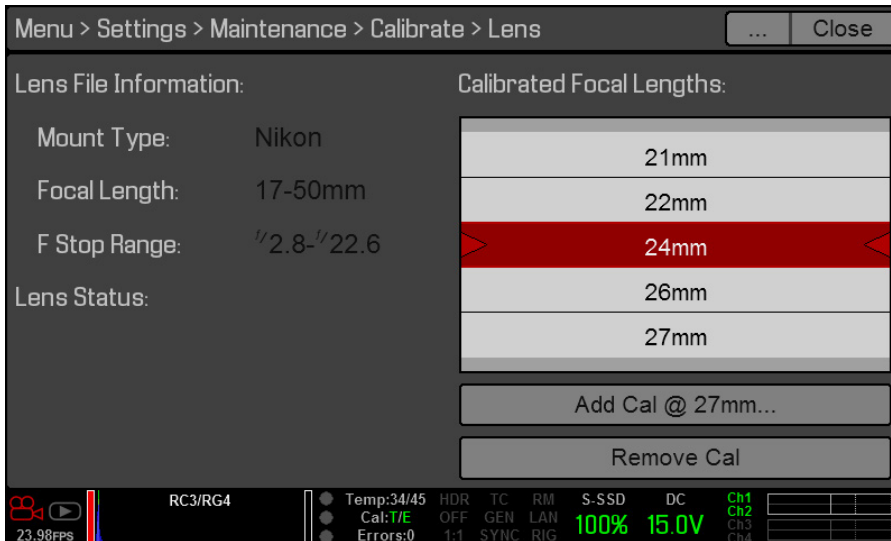 Menu > Settings > Maintenance > Calibrate > Lens ... Close
Lens File Information:
Mount Type: Nikon
Focal Length: 17-50mm
F Stop Range: f/2.8-f/22.6
Lens Status:
Calibrated Focal Lengths:
21mm
22mm
24mm
26mm
27mm
Add Cal @ 27mm...
Remove Cal
23.98FPS
RC3/RG4
Temp:34/45
Cal:T/E
Errors:0
HDR TC RM
OFF GEN LAN
1:1 SYNC RIG
S-SSD DC
100% 15.0V
Ch1
Ch2
Ch3
Ch4